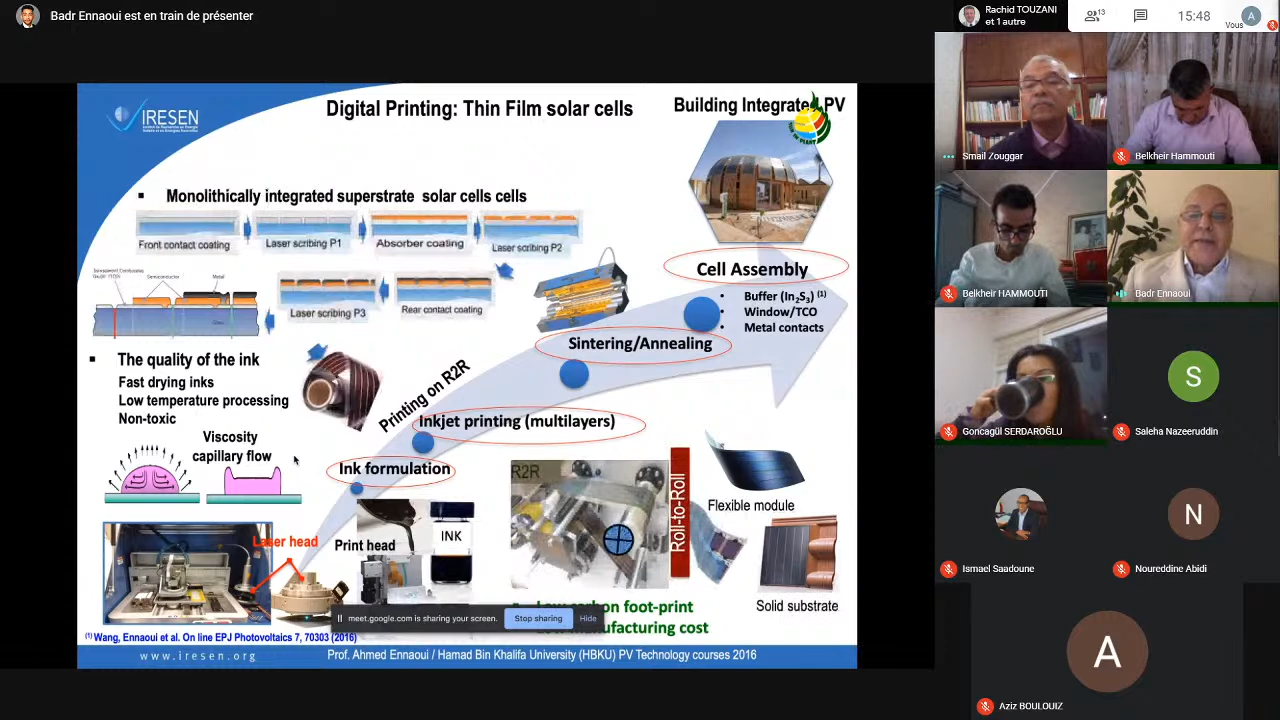 Badr Ennaoui est en train de présenter
Rachid TOUZANI
et 1 autre
13
15:48
Vous
A
IRESEN
Digital Printing: Thin Film solar cells
Building Integrated PV
Monolithically integrated superstrate solar cells cells
Front contact coating
Laser scribing P1
Absorber coating
Laser scribing P2
Semiconductor
Metal
Laser scribing P3
Rear contact coating
Cell Assembly
Buffer (In2S3) (1)
Window/TCO
Metal contacts
Sintering/Annealing
The quality of the ink
Fast drying inks
Low temperature processing
Non-toxic
Printing on R2R
Inkjet printing (multilayers)
Viscosity
capillary flow
Ink formulation
R2R
Roll-to-Roll
Flexible module
Laser head
Print head
INK
Solid substrate
foot-print
cost
meet.google.com is sharing your screen.
Stop sharing
Hide
(1) Wang, Ennaoui et al. On line EPJ Photovoltaics 7, 70303 (2016)
www.iresen.org
Prof. Ahmed Ennaoui / Hamad Bin Khalifa University (HBKU) PV Technology courses 2016
Smail Zouggar
Belkheir Hammouti
Belkheir HAMMOUTI
Badr Ennaoui
S
Goncagül SERDAROĞLU
Saleha Nazeeruddin
N
Ismael Saadoune
Noureddine Abidi
A
Aziz BOULOUIZ